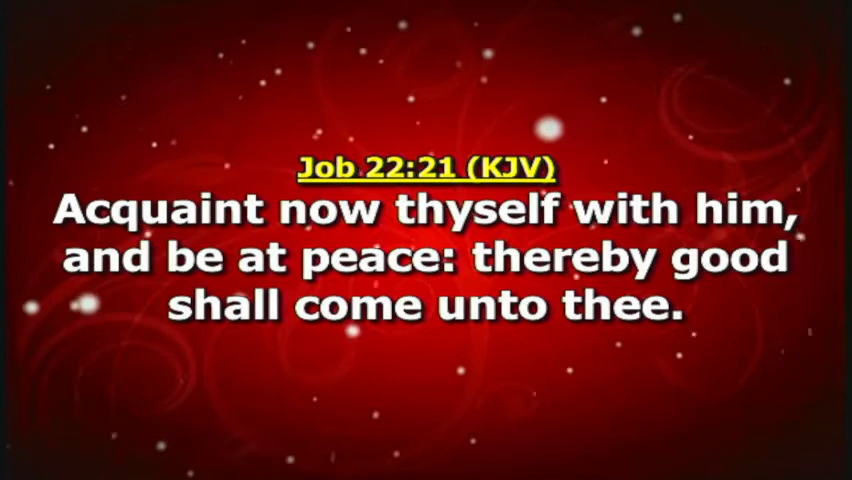 Job 22:21 (KJV)
Acquaint now thyself with him,
and be at peace: thereby good
shall come unto thee.